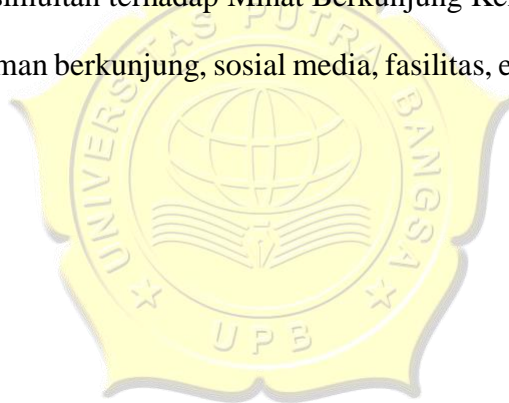 simultan terhadap Minat Berkunjung Ke
man berkunjung, sosial media, fasilitas, e
UNIVERSITAS PUTRA BANGSA
UPB